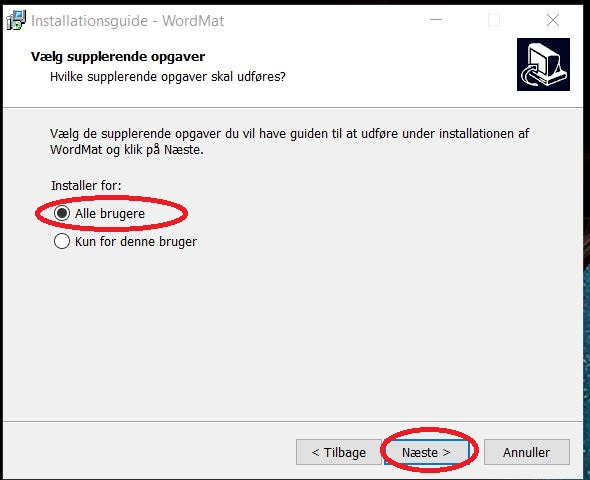 Installationsguide - WordMat
Vælg supplerende opgaver
Hvilke supplerende opgaver skal udføres?
Vælg de supplerende opgaver du vil have guiden til at udføre under installationen af
WordMat og klik på Næste.
Installer for:
Alle brugere
Kun for denne bruger
< Tilbage
Næste >
Annuller